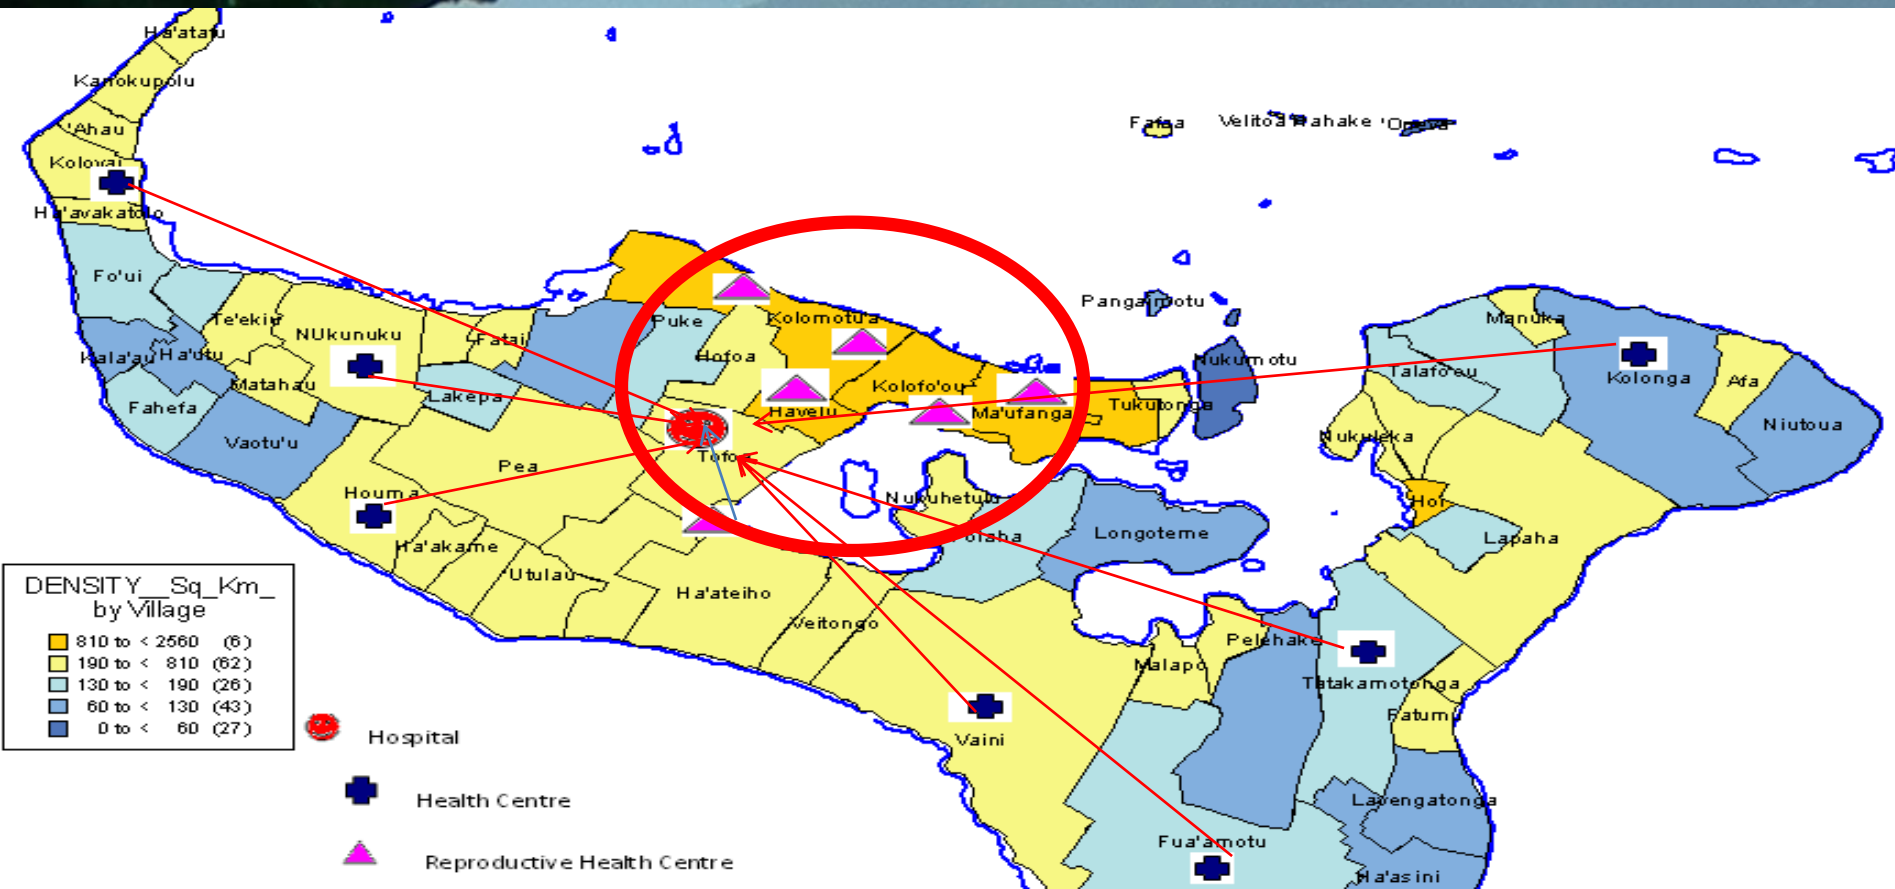 Ha'atafu
Kanokupolu
'Ahau
Kolovai
Ha'avakatolo
Fo'ui
Te'ekiu
NUkunuku
Fatai
Kala'au
Ha'utu
Matahau
Lakepa
Fahefa
Vaotu'u
Pea
Houma
Ha'akame
Utulau
Ha'ateiho
Veitongo
Puke
Hofoa
Kolomotu'a
Havelu
Kolofo'ou
Ma'ufanga
Tukutonga
Tofoa
Nukuhetulu
Folaha
Longoteme
Fafaa
Velitoa
Pangaimotu
Nukumotu
Manuka
Talafo'ou
Kolonga
Afa
Niutoua
Nukuleka
Hoi
Lapaha
Pelehake
Malapo
Tatakamotonga
Fatumu
Vaini
Lavengatonga
Fua'amotu
Ha'asini
DENSITY__Sq_Km_
by Village
810 to < 2560 (6)
190 to < 810 (62)
130 to < 190 (26)
60 to < 130 (43)
0 to < 60 (27)
Hospital
Health Centre
Reproductive Health Centre